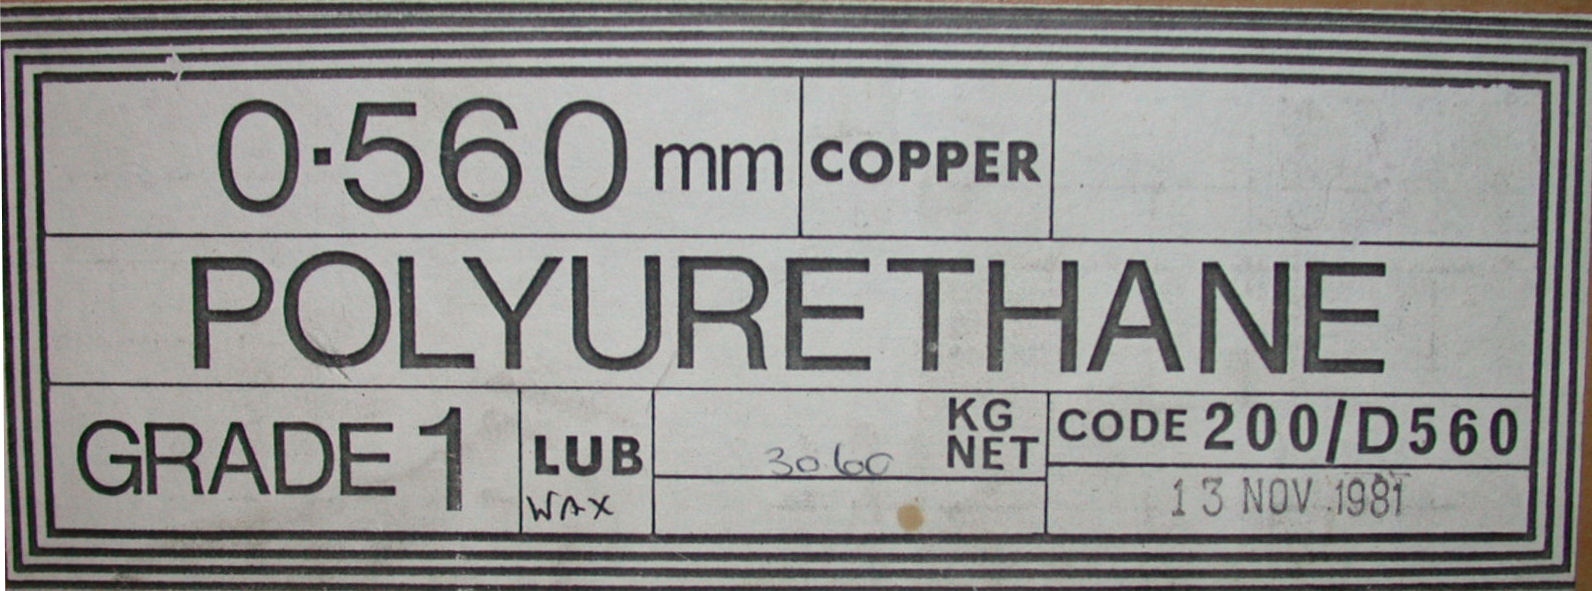 0·560 mm COPPER
POLYURETHANE
GRADE 1 LUB WAX
3060 KG NET
CODE 200/D560
13 NOV 1981